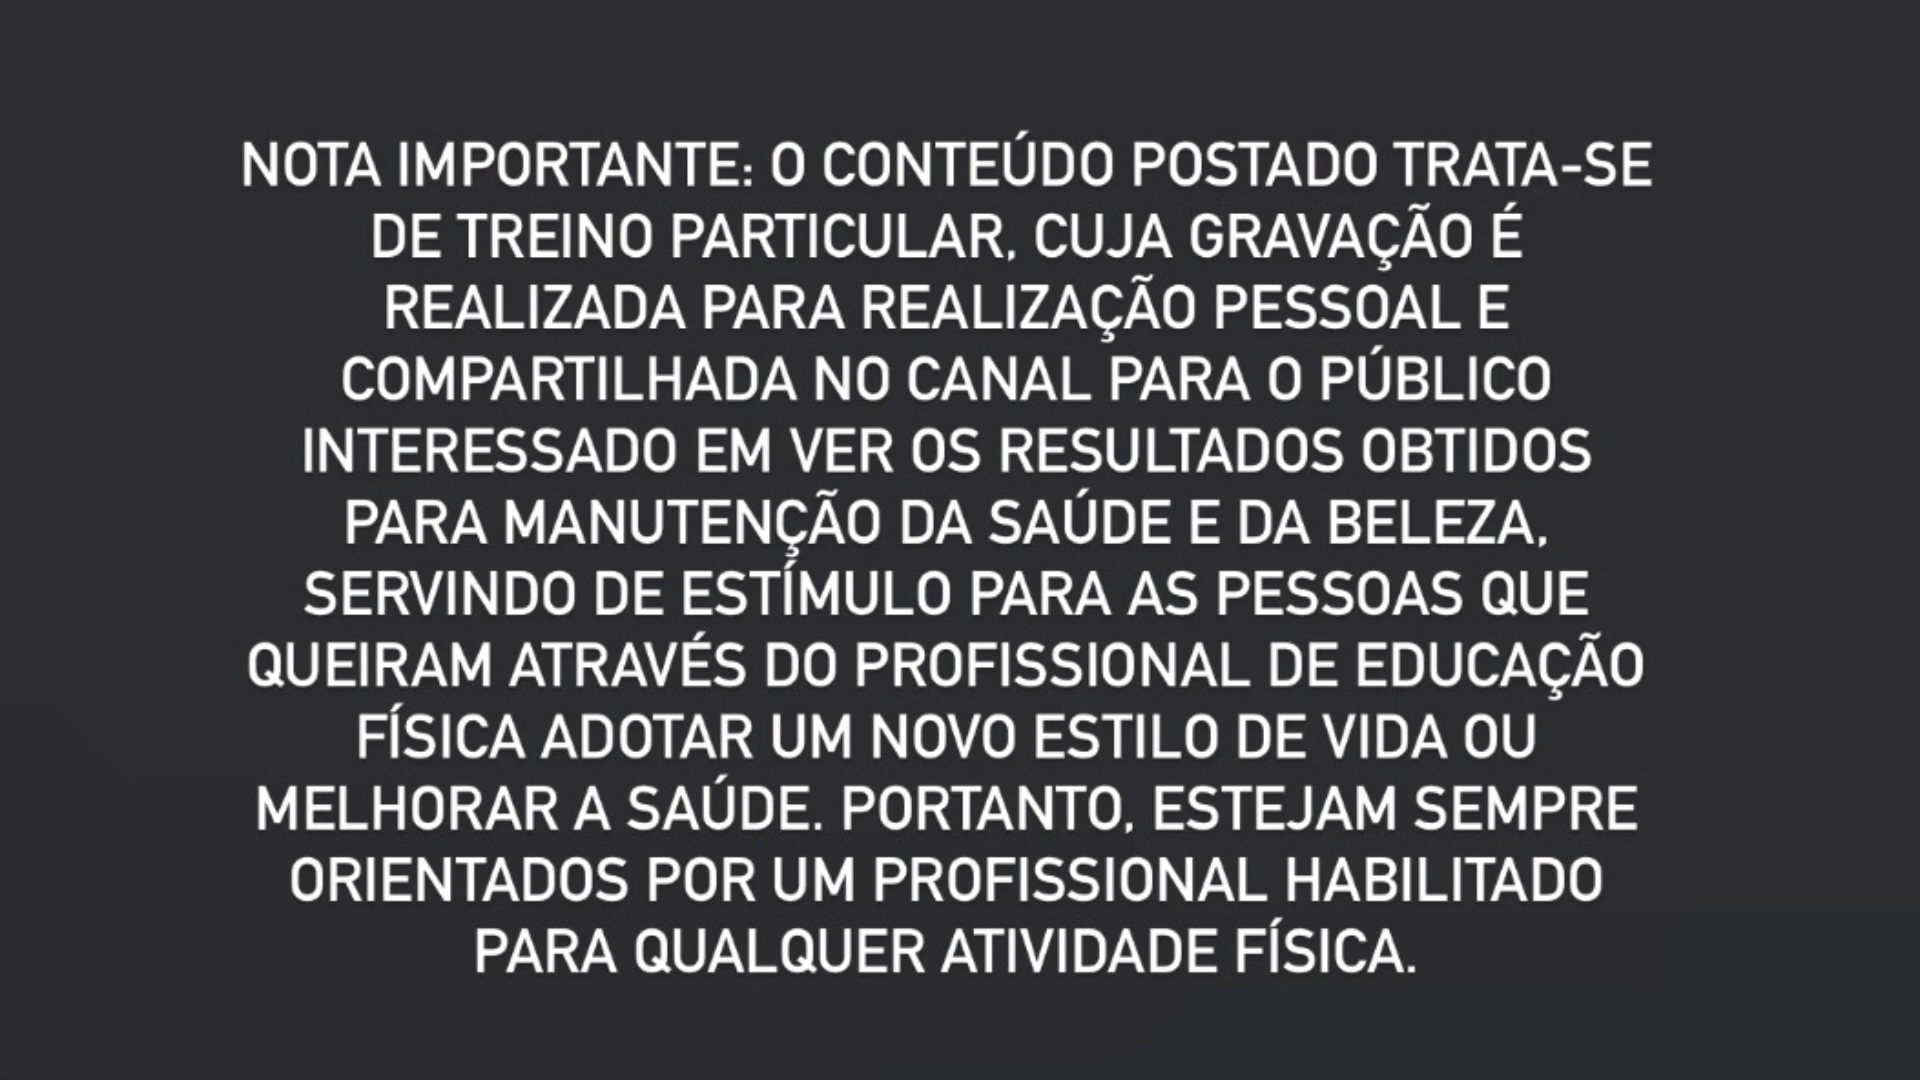 NOTA IMPORTANTE: O CONTEÚDO POSTADO TRATA-SE
DE TREINO PARTICULAR, CUJA GRAVAÇÃO É
REALIZADA PARA REALIZAÇÃO PESSOAL E
COMPARTILHADA NO CANAL PARA O PÚBLICO
INTERESSADO EM VER OS RESULTADOS OBTIDOS
PARA MANUTENÇÃO DA SAÚDE E DA BELEZA,
SERVINDO DE ESTÍMULO PARA AS PESSOAS QUE
QUEIRAM ATRAVÉS DO PROFISSIONAL DE EDUCAÇÃO
FÍSICA ADOTAR UM NOVO ESTILO DE VIDA OU
MELHORAR A SAÚDE. PORTANTO, ESTEJAM SEMPRE
ORIENTADOS POR UM PROFISSIONAL HABILITADO
PARA QUALQUER ATIVIDADE FÍSICA.